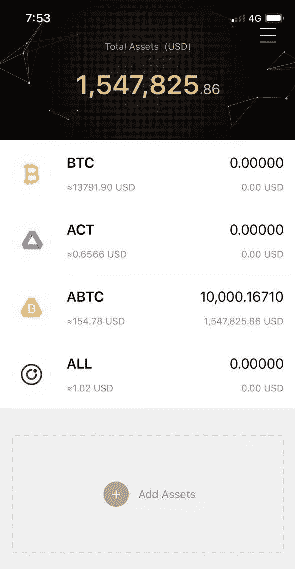 7:53 4G
Total Assets (USD)
1,547,825.86
BTC 0.00000
≈13791.90 USD 0.00 USD
ACT 0.00000
≈0.6566 USD 0.00 USD
ABTC 10,000.16710
≈154.78 USD 1,547,825.86 USD
ALL 0.00000
≈1.02 USD 0.00 USD
Add Assets